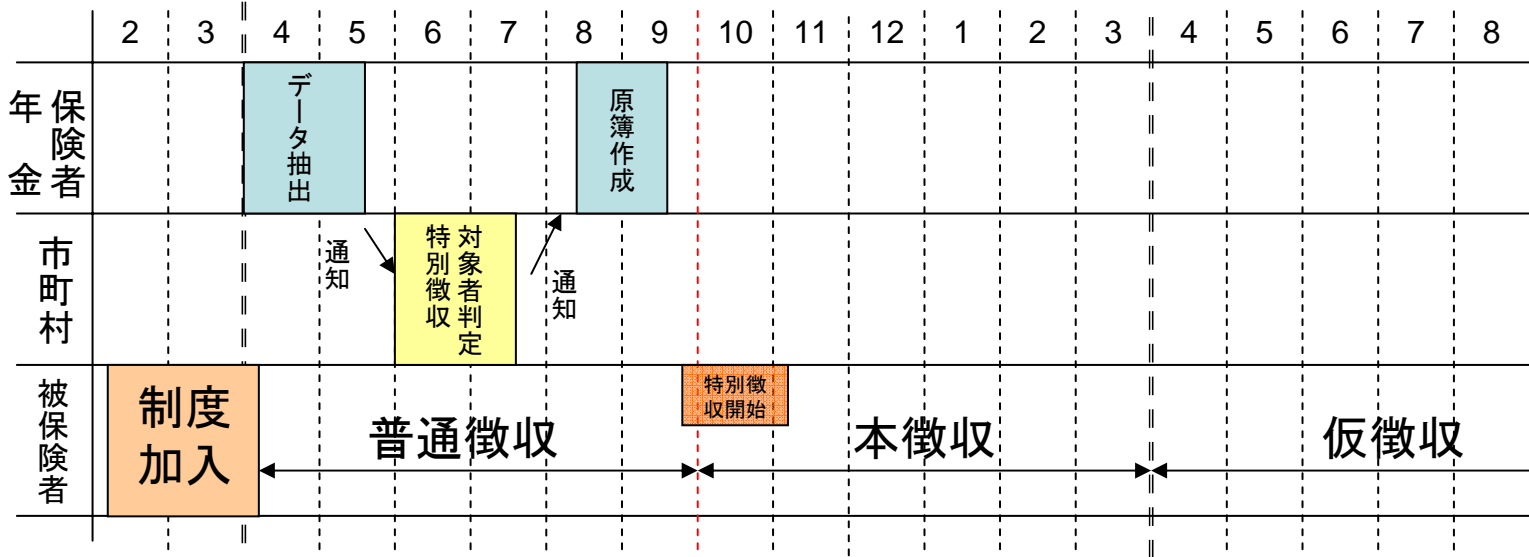 2 3 4 5 6 7 8 9 10 11 12 1 2 3 4 5 6 7 8
年金
保険者
データ抽出
原簿作成
市町村
通知
特別徴収
対象者判定
通知
被保険者
制度
加入
普通徴収
特別徴
収開始
本徴収
仮徴収